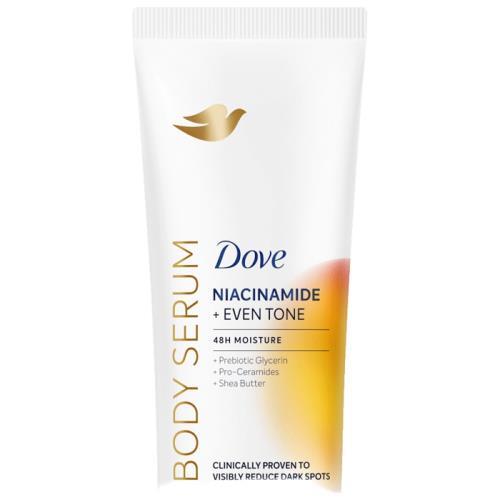 BODY SERUM
Dove
NIACINAMIDE
+ EVEN TONE
48H MOISTURE
+ Prebiotic Glycerin
+ Pro-Ceramides
+ Shea Butter
CLINICALLY PROVEN TO
VISIBLY REDUCE DARK SPOTS